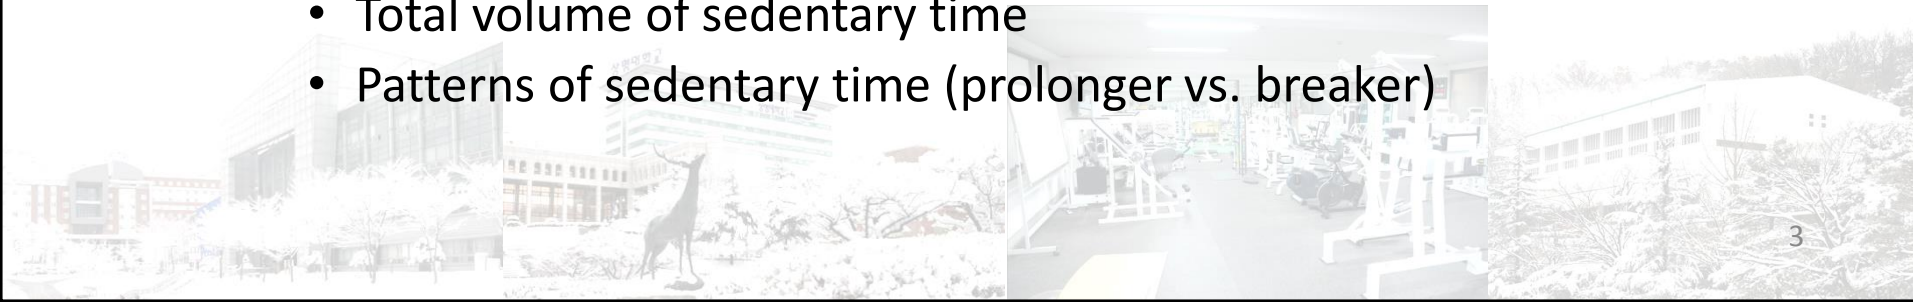 • Total volume of sedentary time
• Patterns of sedentary time (prolonger vs. breaker)
3